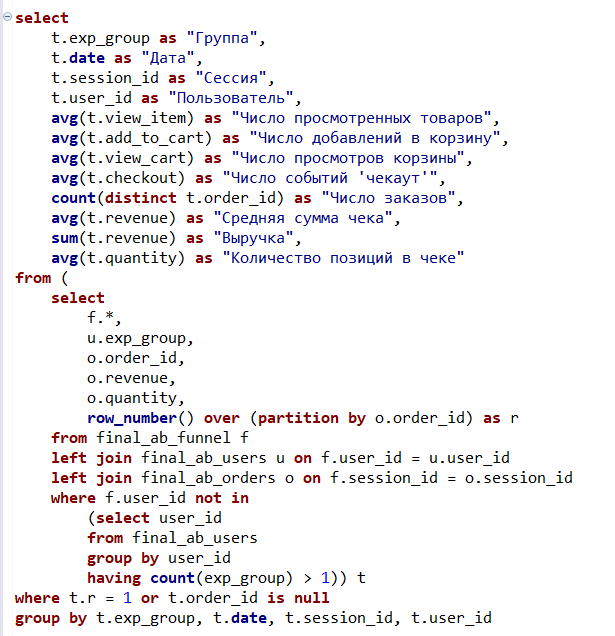 select
    t.exp_group as "Группа",
    t.date as "Дата",
    t.session_id as "Сессия",
    t.user_id as "Пользователь",
    avg(t.view_item) as "Число просмотренных товаров",
    avg(t.add_to_cart) as "Число добавлений в корзину",
    avg(t.view_cart) as "Число просмотров корзины",
    avg(t.checkout) as "Число событий 'чекаут'",
    count(distinct t.order_id) as "Число заказов",
    avg(t.revenue) as "Средняя сумма чека",
    sum(t.revenue) as "Выручка",
    avg(t.quantity) as "Количество позиций в чеке"
from (
    select
        f.*,
        u.exp_group,
        o.order_id,
        o.revenue,
        o.quantity,
        row_number() over (partition by o.order_id) as r
    from final_ab_funnel f
    left join final_ab_users u on f.user_id = u.user_id
    left join final_ab_orders o on f.session_id = o.session_id
    where f.user_id not in
        (select user_id
        from final_ab_users
        group by user_id
        having count(exp_group) > 1)) t
where t.r = 1 or t.order_id is null
group by t.exp_group, t.date, t.session_id, t.user_id